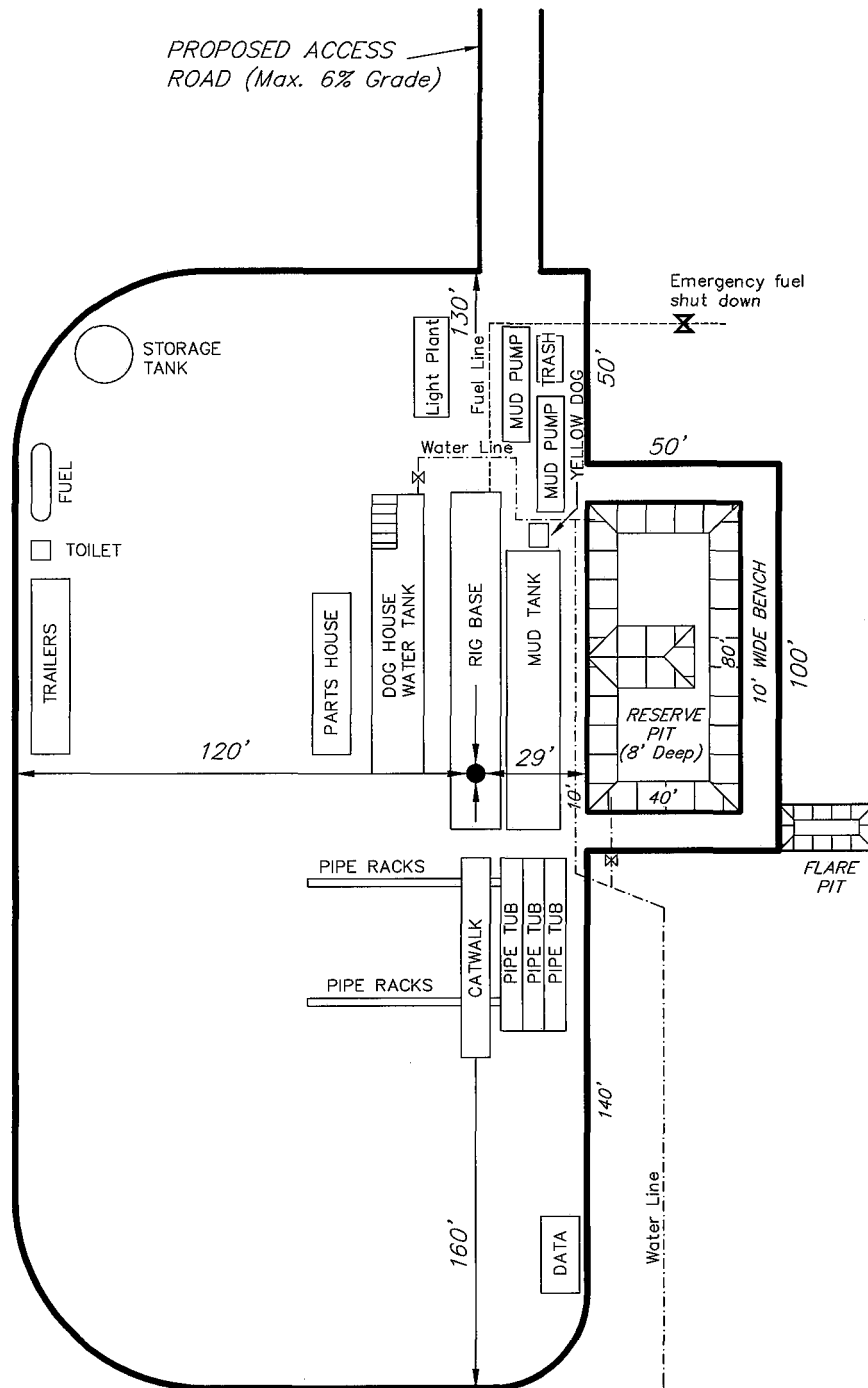 PROPOSED ACCESS
ROAD (Max. 6% Grade)
Emergency fuel
shut down
130'
STORAGE
TANK
Light Plant
Fuel Line
MUD PUMP
TRASH
50'
MUD PUMP
YELLOW DOG
Water Line
50'
FUEL
TOILET
TRAILERS
PARTS HOUSE
DOG HOUSE
WATER TANK
RIG BASE
MUD TANK
80'
10' WIDE BENCH
100'
RESERVE
PIT
(8' Deep)
120'
29'
10'
40'
FLARE
PIT
PIPE RACKS
CATWALK
PIPE TUB
PIPE TUB
PIPE TUB
PIPE RACKS
140'
Water Line
160'
DATA